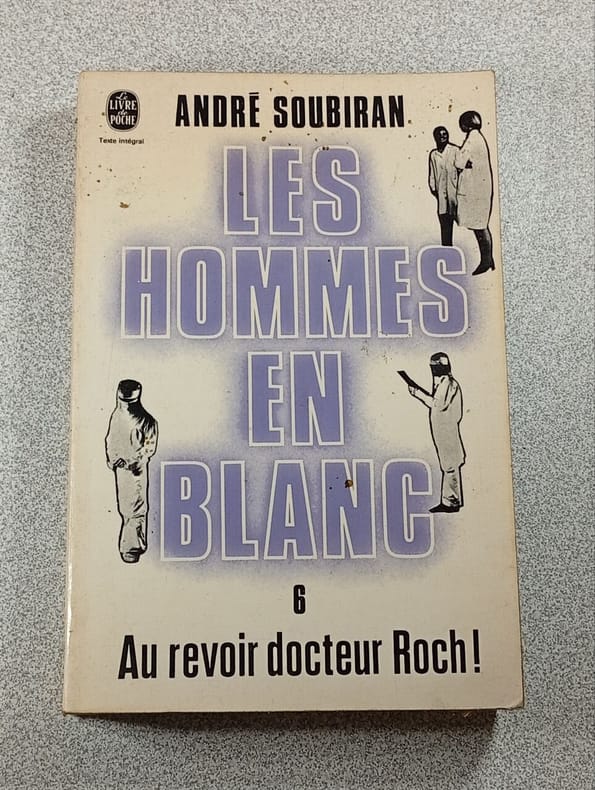 Le
LIVRE
de
POCHE
Texte intégral
ANDRÉ SOUBIRAN
LES
HOMMES
EN
BLANC
6
Au revoir docteur Roch!